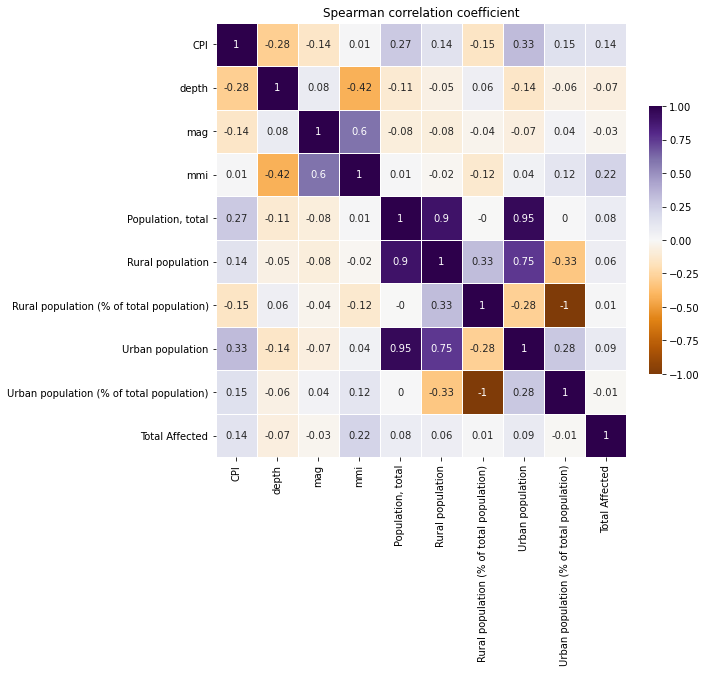 Spearman correlation coefficient
CPI 1 -0.28 -0.14 0.01 0.27 0.14 -0.15 0.33 0.15 0.14
depth -0.28 1 0.08 -0.42 -0.11 -0.05 0.06 -0.14 -0.06 -0.07
mag -0.14 0.08 1 0.6 -0.08 -0.08 -0.04 -0.07 0.04 -0.03
mmi 0.01 -0.42 0.6 1 0.01 -0.02 -0.12 0.04 0.12 0.22
Population, total 0.27 -0.11 -0.08 0.01 1 0.9 -0 0.95 0 0.08
Rural population 0.14 -0.05 -0.08 -0.02 0.9 1 0.33 0.75 -0.33 0.06
Rural population (% of total population) -0.15 0.06 -0.04 -0.12 -0 0.33 1 -0.28 -1 0.01
Urban population 0.33 -0.14 -0.07 0.04 0.95 0.75 -0.28 1 0.28 0.09
Urban population (% of total population) 0.15 -0.06 0.04 0.12 0 -0.33 -1 0.28 1 -0.01
Total Affected 0.14 -0.07 -0.03 0.22 0.08 0.06 0.01 0.09 -0.01 1
CPI
depth
mag
mmi
Population, total
Rural population
Rural population (% of total population)
Urban population
Urban population (% of total population)
Total Affected
1.00
0.75
0.50
0.25
0.00
−0.25
−0.50
−0.75
−1.00